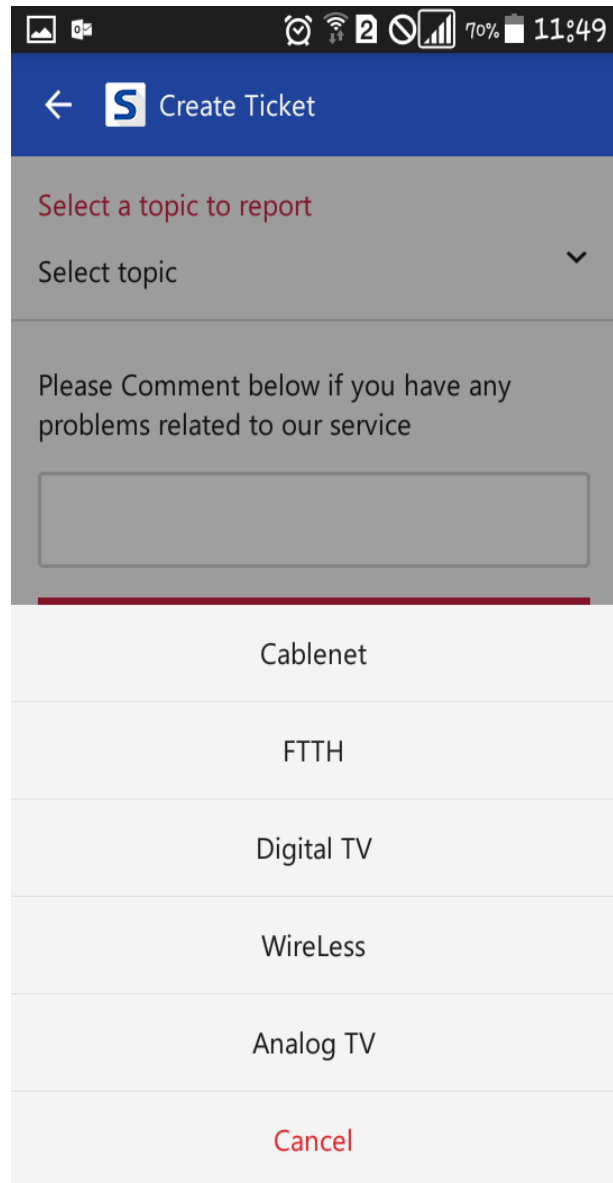 2 70% 11:49
S Create Ticket
Select a topic to report
Select topic
Please Comment below if you have any
problems related to our service
Cablenet
FTTH
Digital TV
WireLess
Analog TV
Cancel